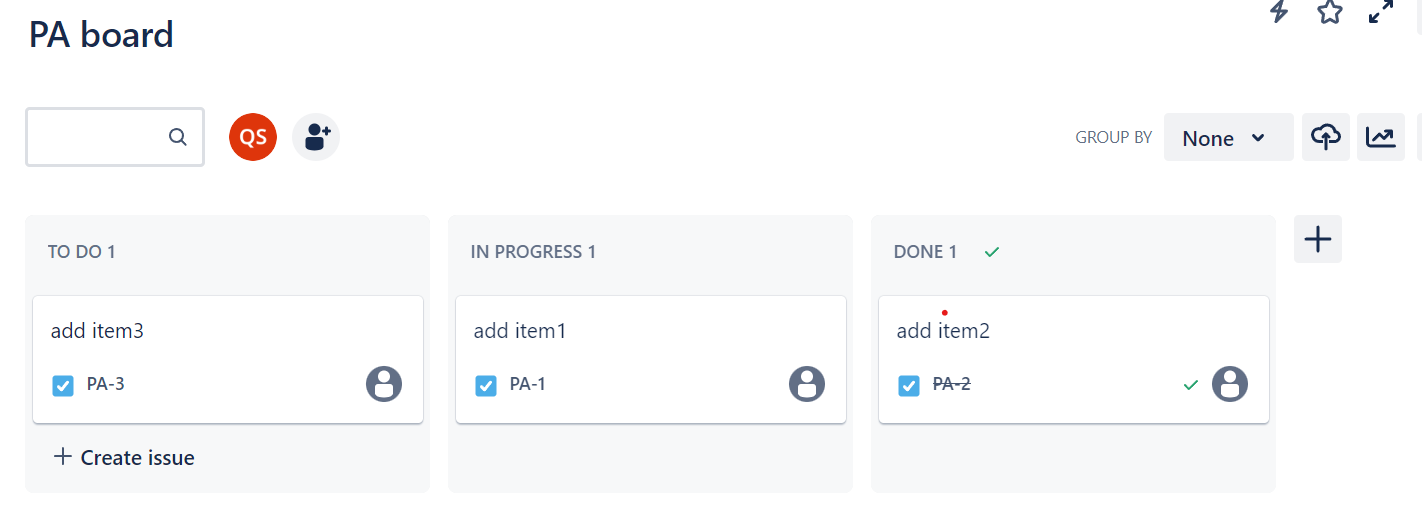 PA board
QS
GROUP BY
None
TO DO 1
IN PROGRESS 1
DONE 1
add item3
PA-3
add item1
PA-1
add item2
PA-2
Create issue